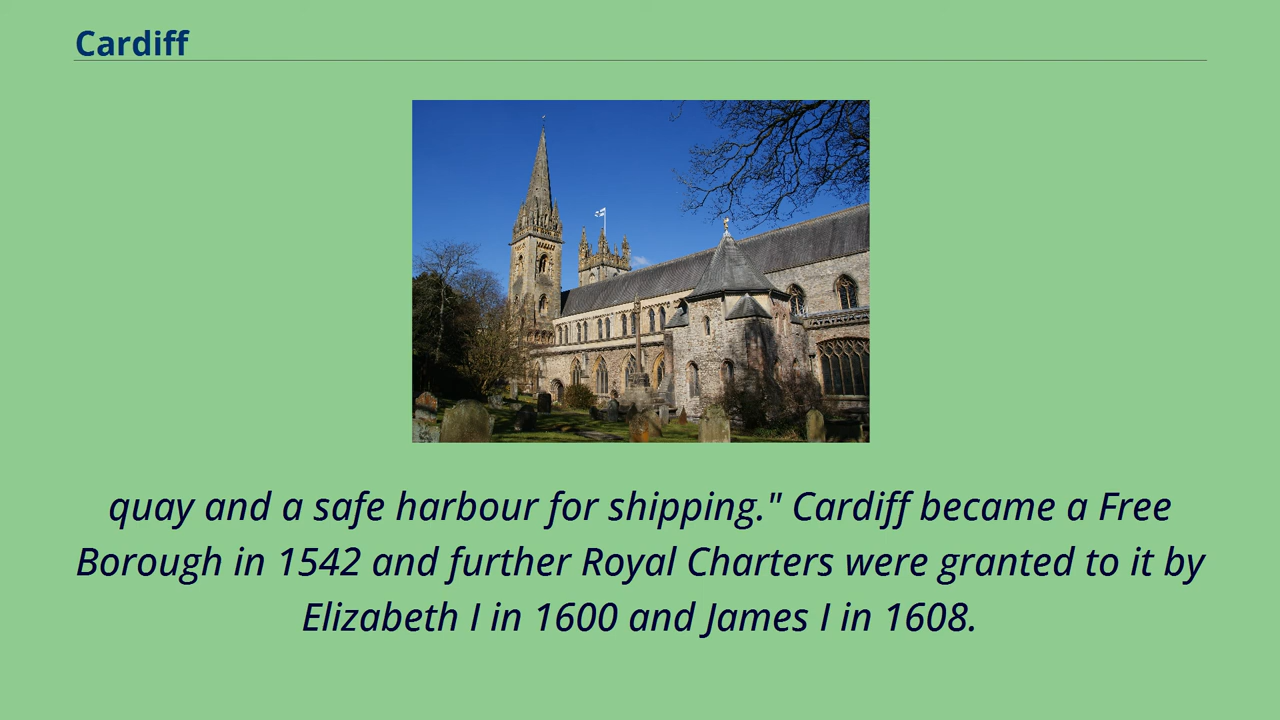 Cardiff
quay and a safe harbour for shipping." Cardiff became a Free
Borough in 1542 and further Royal Charters were granted to it by
Elizabeth I in 1600 and James I in 1608.